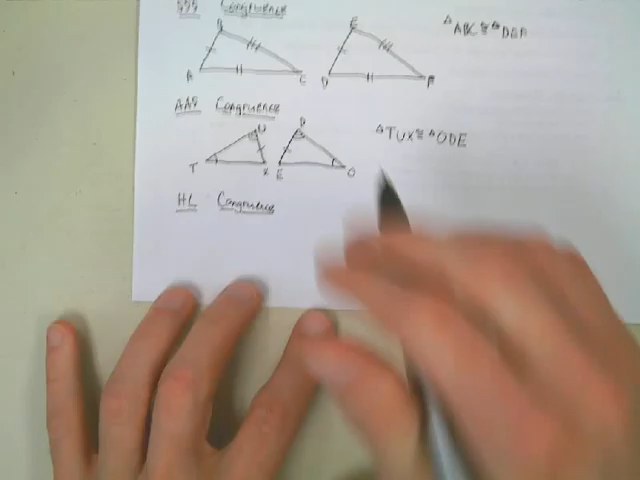 SSS Congruence
B E
△ABC ≅ △DEF
A C D F
AAS Congruence
U D
△TUX ≅ △ODE
T X E O
HL Congruence